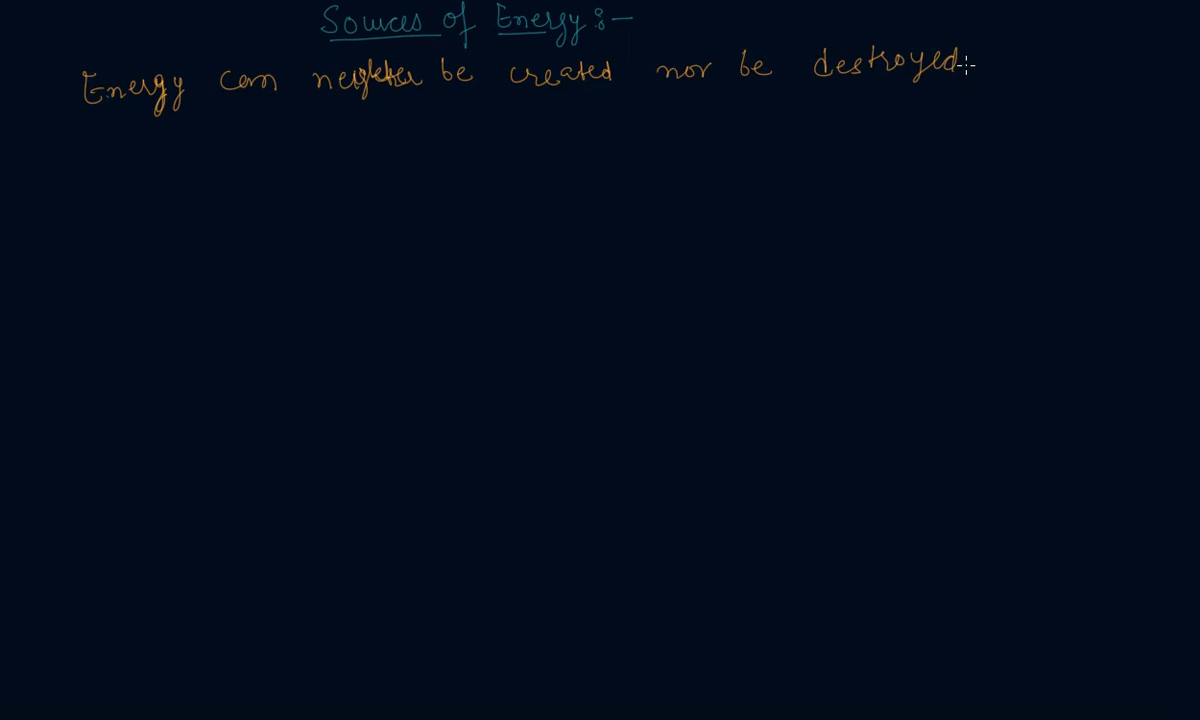 Sources of Energy :-
Energy can neither be created nor be destroyed